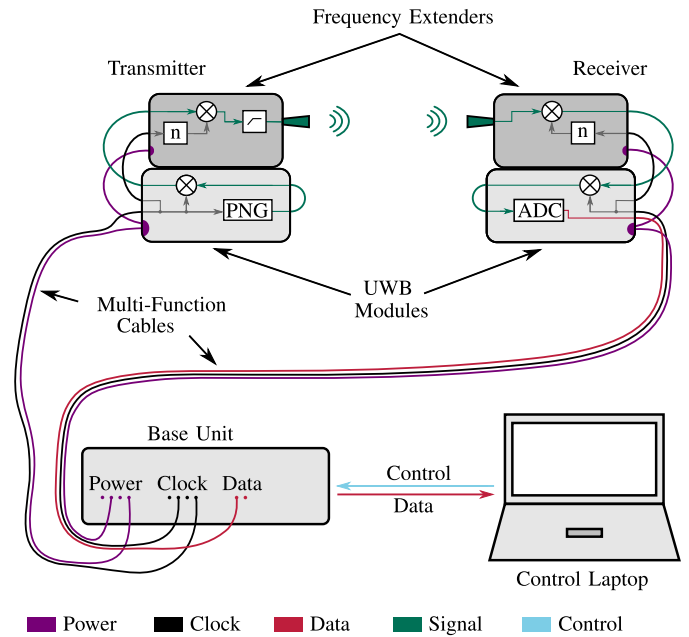 Frequency Extenders
Transmitter
Receiver
n
n
PNG
ADC
UWB
Modules
Multi-Function
Cables
Base Unit
Power Clock Data
Control
Data
Control Laptop
Power Clock Data Signal Control